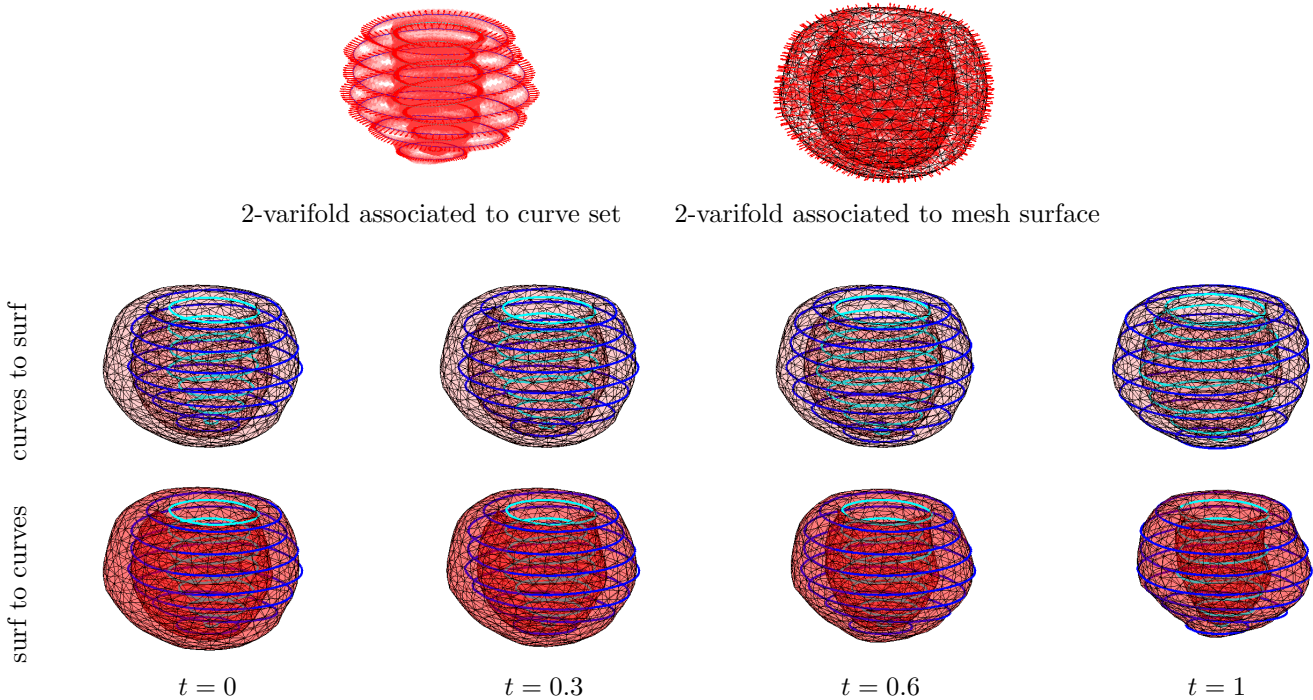 2-varifold associated to curve set
2-varifold associated to mesh surface
curves to surf
surf to curves
t = 0
t = 0.3
t = 0.6
t = 1